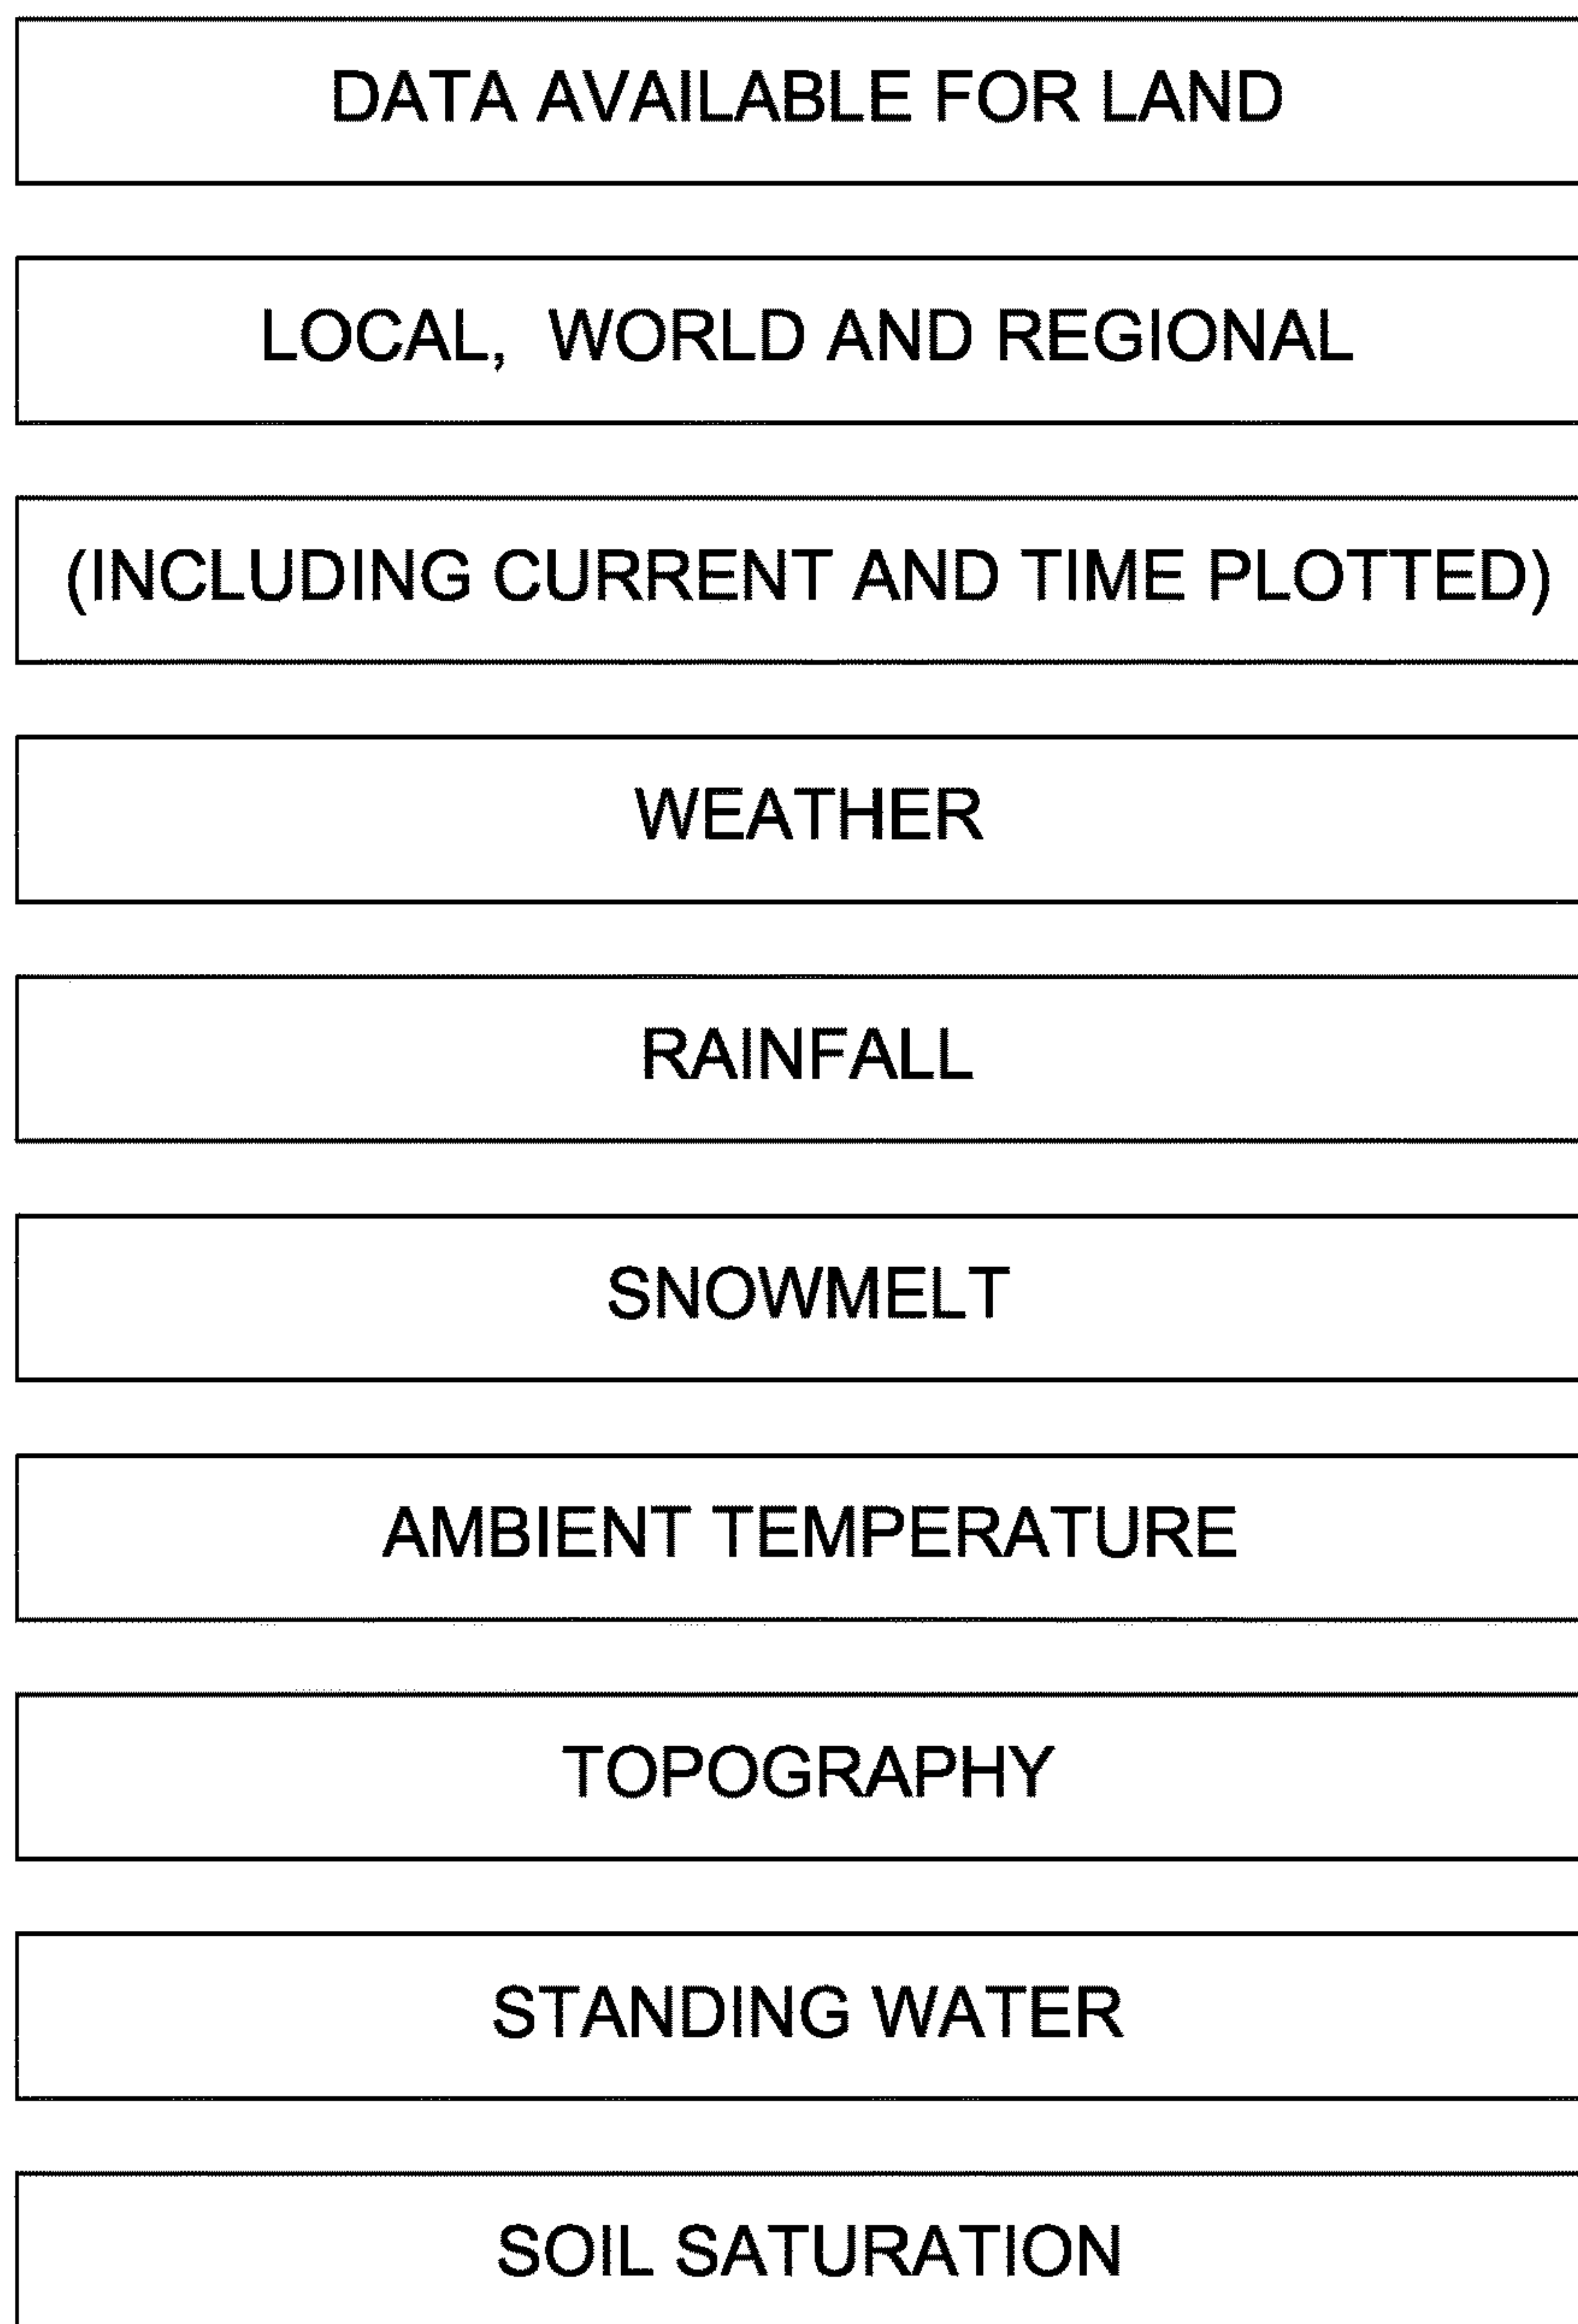 DATA AVAILABLE FOR LAND
LOCAL, WORLD AND REGIONAL
(INCLUDING CURRENT AND TIME PLOTTED)
WEATHER
RAINFALL
SNOWMELT
AMBIENT TEMPERATURE
TOPOGRAPHY
STANDING WATER
SOIL SATURATION